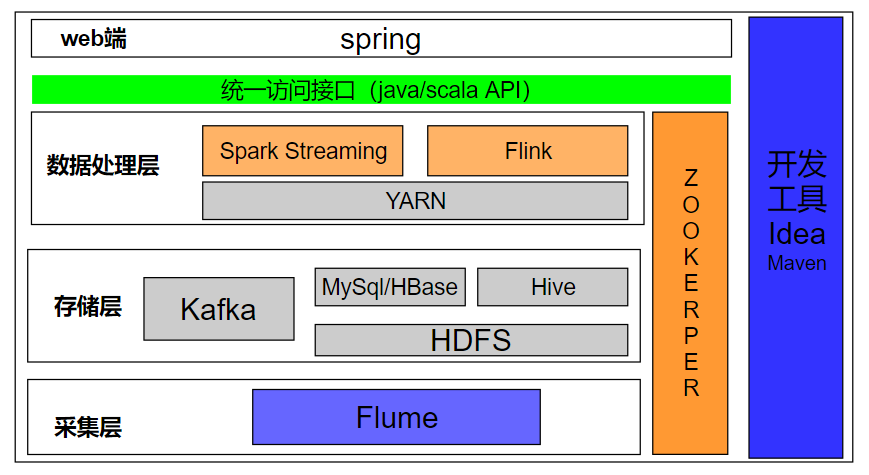 web端
spring
统一访问接口（java/scala API）
数据处理层
Spark Streaming
Flink
YARN
存储层
Kafka
MySql/HBase
Hive
HDFS
采集层
Flume
Z
O
O
K
E
R
P
E
R
开发
工具
Idea
Maven